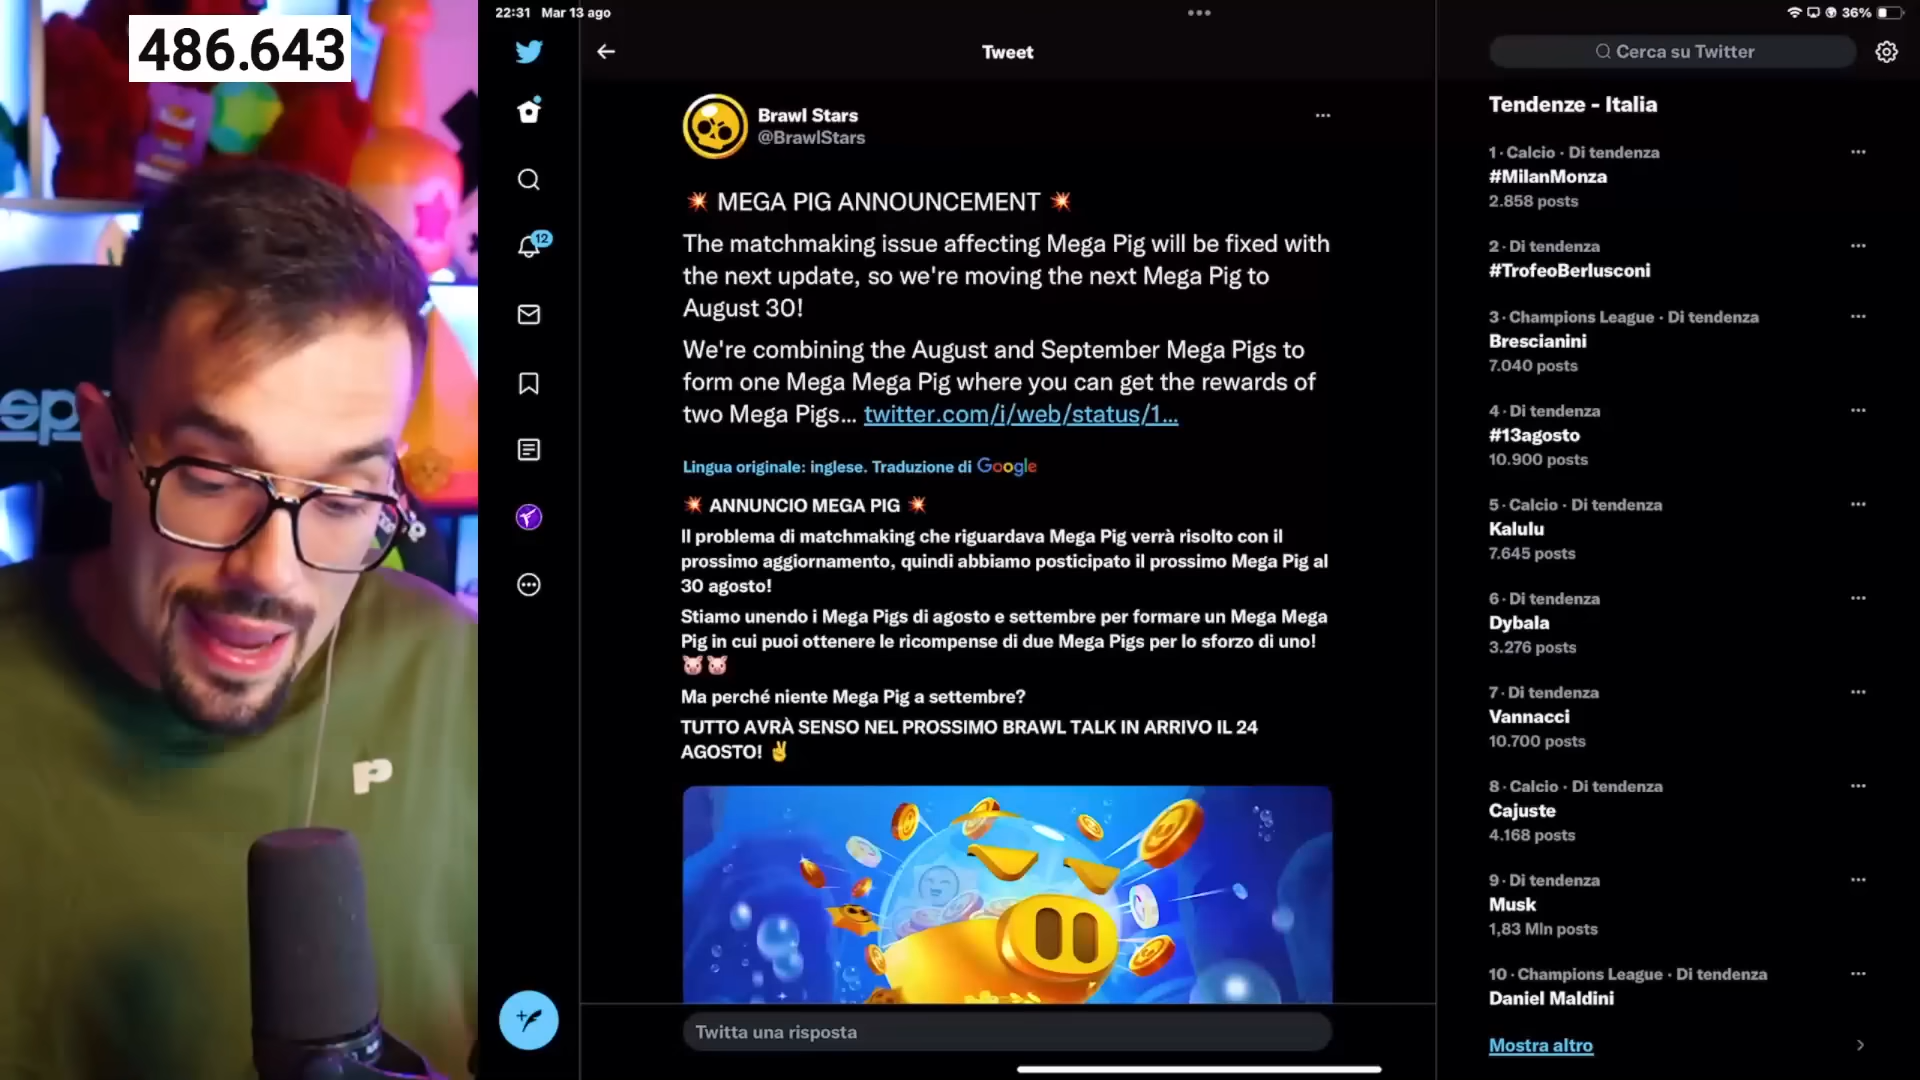 486.643
22:31 Mar 13 ago
36%
Tweet
Brawl Stars
@BrawlStars
💥 MEGA PIG ANNOUNCEMENT 💥
The matchmaking issue affecting Mega Pig will be fixed with
the next update, so we're moving the next Mega Pig to
August 30!
We're combining the August and September Mega Pigs to
form one Mega Mega Pig where you can get the rewards of
two Mega Pigs... twitter.com/i/web/status/1...
Lingua originale: inglese. Traduzione di Google
💥 ANNUNCIO MEGA PIG 💥
Il problema di matchmaking che riguardava Mega Pig verrà risolto con il
prossimo aggiornamento, quindi abbiamo posticipato il prossimo Mega Pig al
30 agosto!
Stiamo unendo i Mega Pigs di agosto e settembre per formare un Mega Mega
Pig in cui puoi ottenere le ricompense di due Mega Pigs per lo sforzo di uno!
🐷🐷
Ma perché niente Mega Pig a settembre?
TUTTO AVRÀ SENSO NEL PROSSIMO BRAWL TALK IN ARRIVO IL 24
AGOSTO! ✌️
Twitta una risposta
12
Cerca su Twitter
Tendenze - Italia
1 · Calcio · Di tendenza
#MilanMonza
2.858 posts
2 · Di tendenza
#TrofeoBerlusconi
3 · Champions League · Di tendenza
Brescianini
7.040 posts
4 · Di tendenza
#13agosto
10.900 posts
5 · Calcio · Di tendenza
Kalulu
7.645 posts
6 · Di tendenza
Dybala
3.276 posts
7 · Di tendenza
Vannacci
10.700 posts
8 · Calcio · Di tendenza
Cajuste
4.168 posts
9 · Di tendenza
Musk
1,83 Mln posts
10 · Champions League · Di tendenza
Daniel Maldini
Mostra altro
sp
P